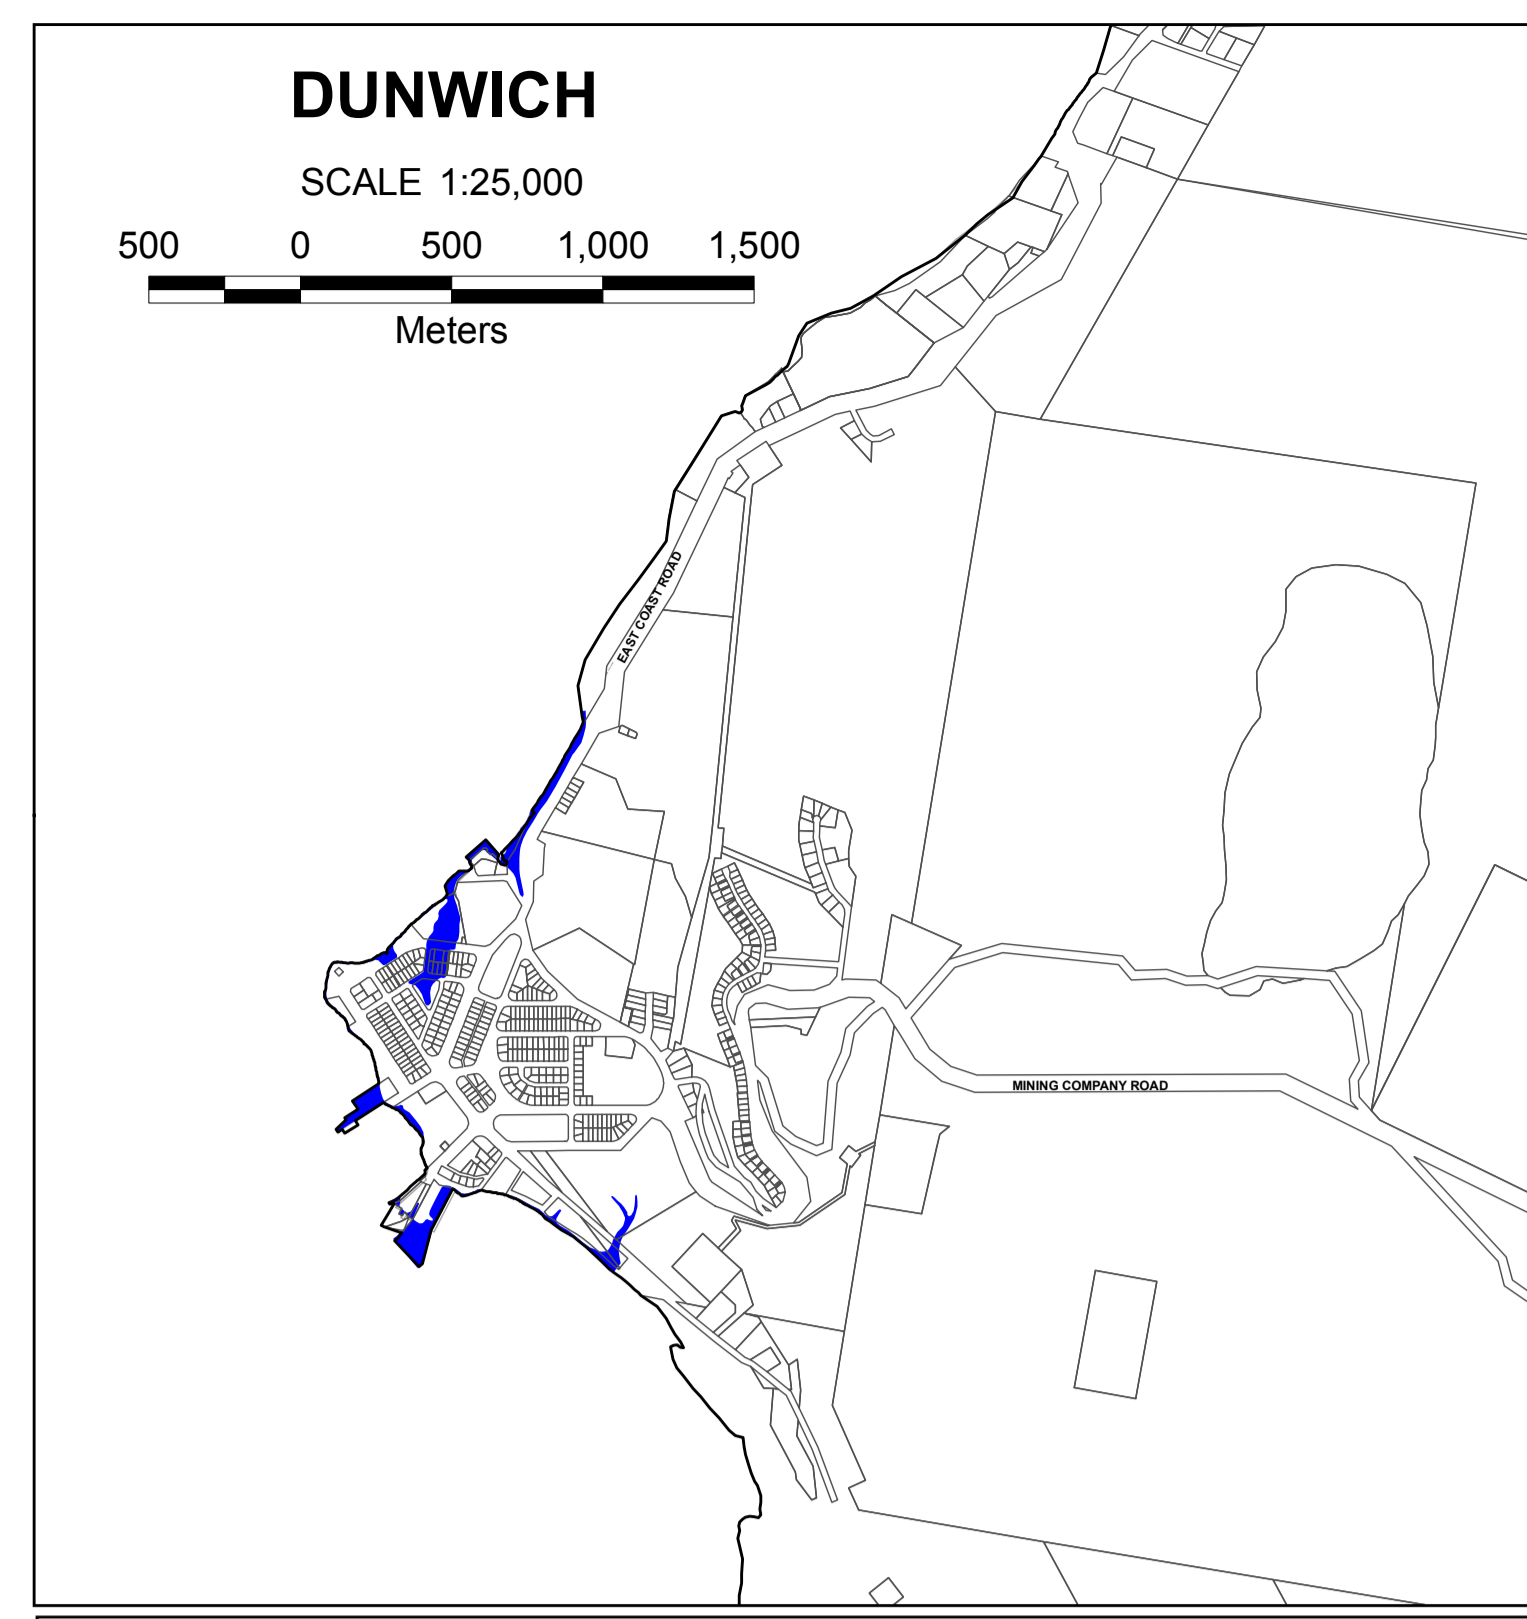 DUNWICH
SCALE 1:25,000
500 0 500 1,000 1,500
Meters
EAST COAST ROAD
MINING COMPANY ROAD